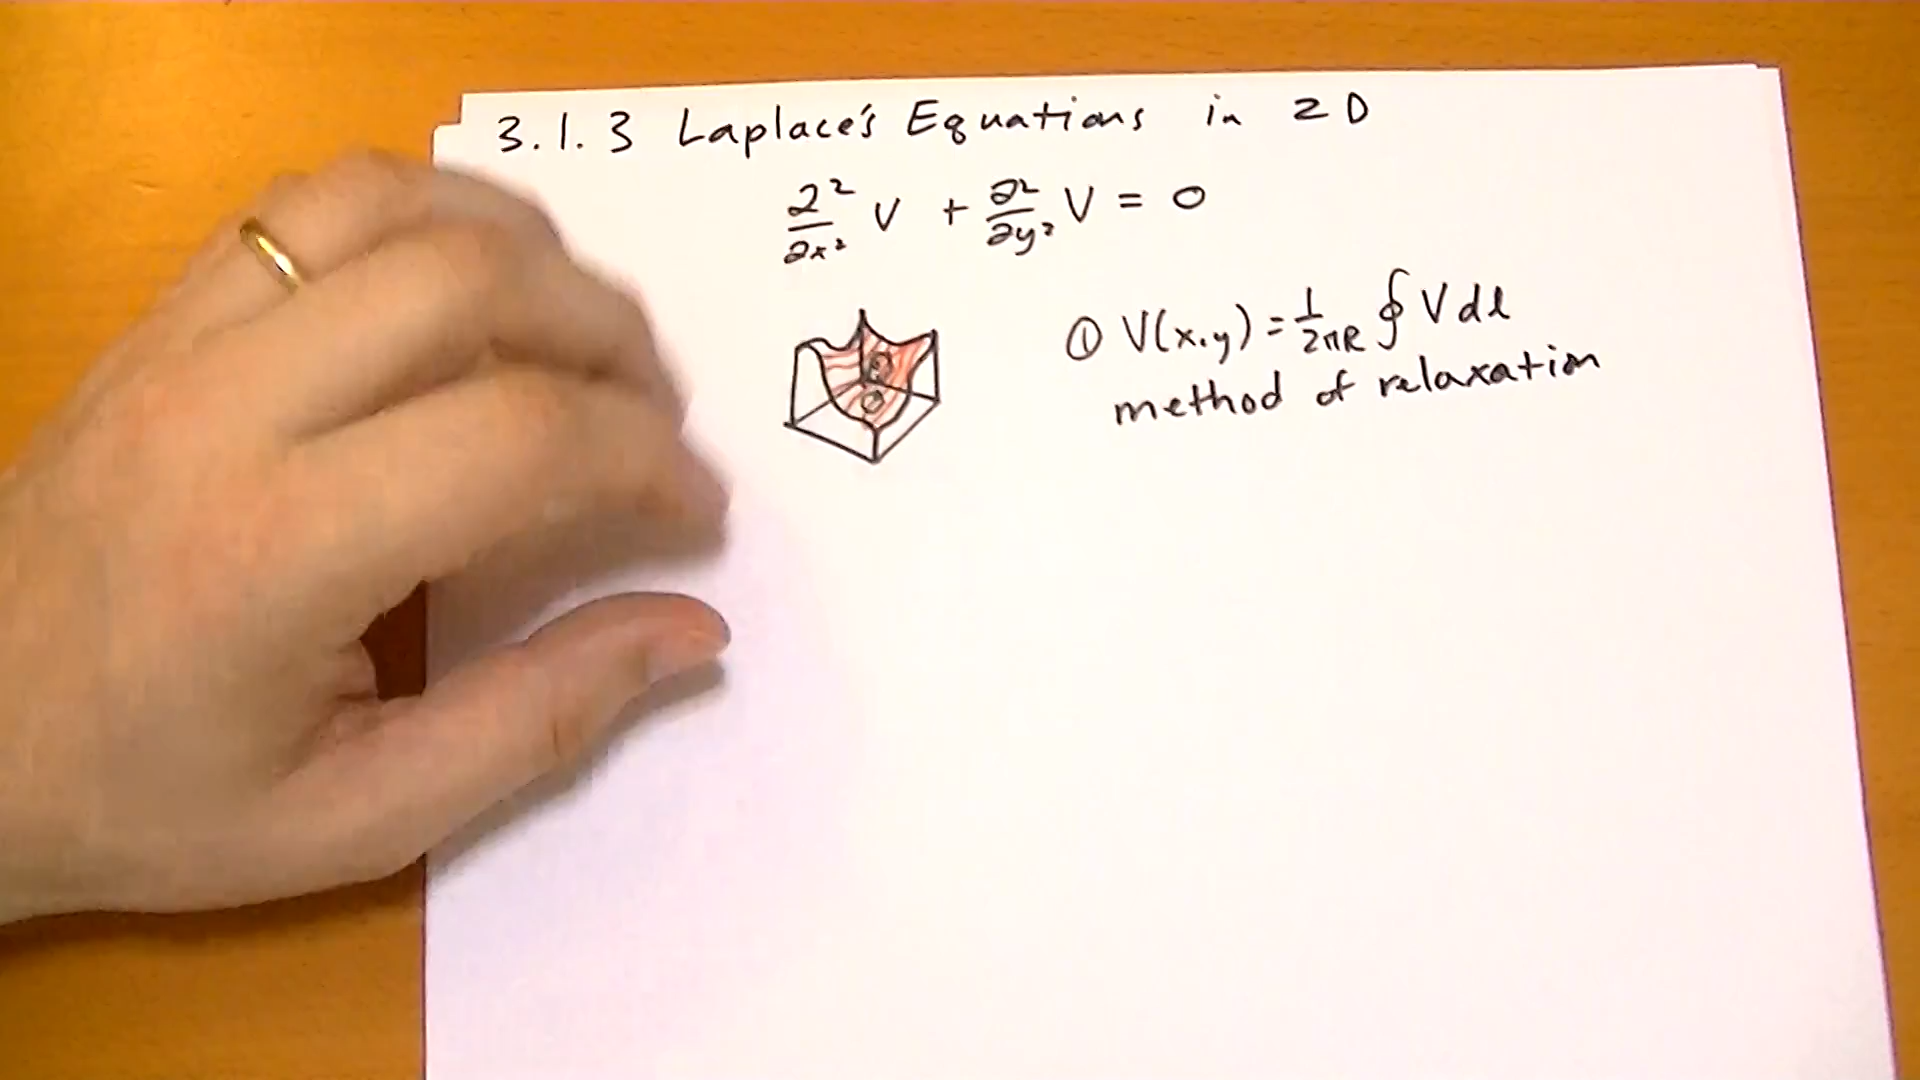 3.1.3 Laplace's Equations in 2D
∂²/∂x² V + ∂²/∂y² V = 0
① V(x,y) = 1/2πR ∮ V dl
method of relaxation